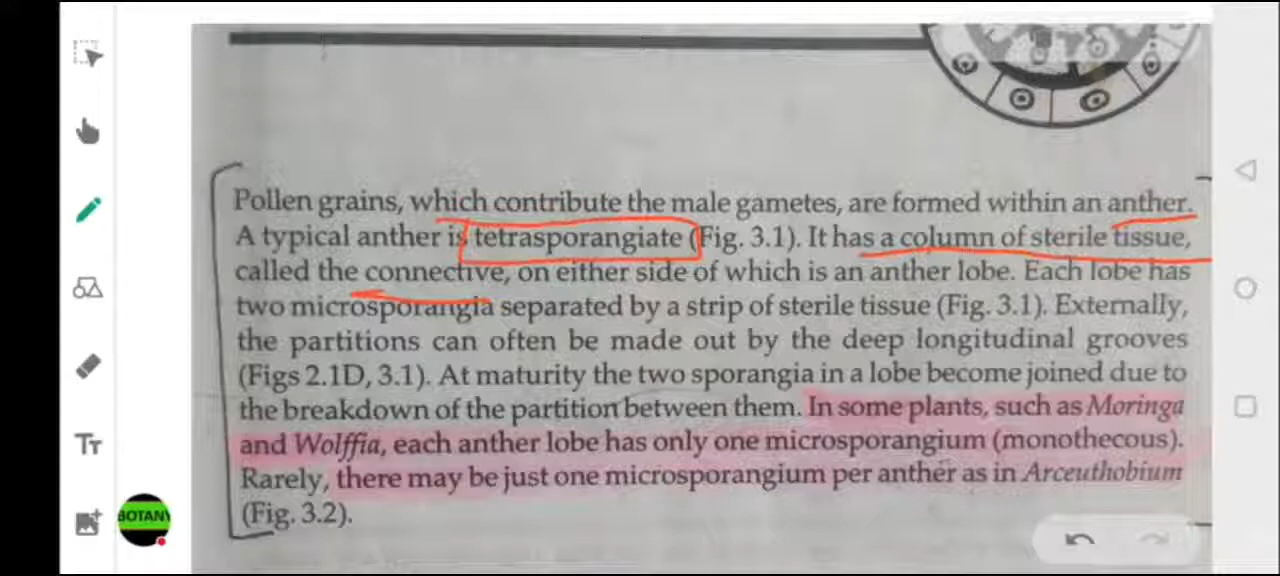 Pollen grains, which contribute the male gametes, are formed within an anther.
A typical anther is tetrasporangiate (Fig. 3.1). It has a column of sterile tissue,
called the connective, on either side of which is an anther lobe. Each lobe has
two microsporangia separated by a strip of sterile tissue (Fig. 3.1). Externally,
the partitions can often be made out by the deep longitudinal grooves
(Figs 2.1D, 3.1). At maturity the two sporangia in a lobe become joined due to
the breakdown of the partition between them. In some plants, such as Moringa
and Wolffia, each anther lobe has only one microsporangium (monothecous).
Rarely, there may be just one microsporangium per anther as in Arceuthobium
(Fig. 3.2).
TT
BOTANY